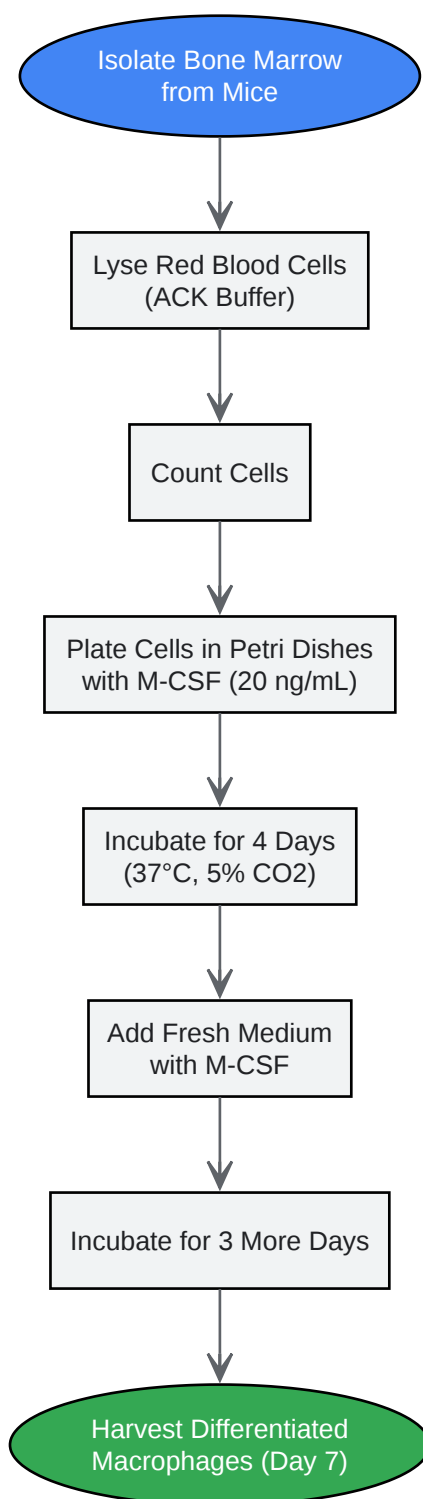 Isolate Bone Marrow
from Mice
Lyse Red Blood Cells
(ACK Buffer)
Count Cells
Plate Cells in Petri Dishes
with M-CSF (20 ng/mL)
Incubate for 4 Days
(37°C, 5% CO2)
Add Fresh Medium
with M-CSF
Incubate for 3 More Days
Harvest Differentiated
Macrophages (Day 7)